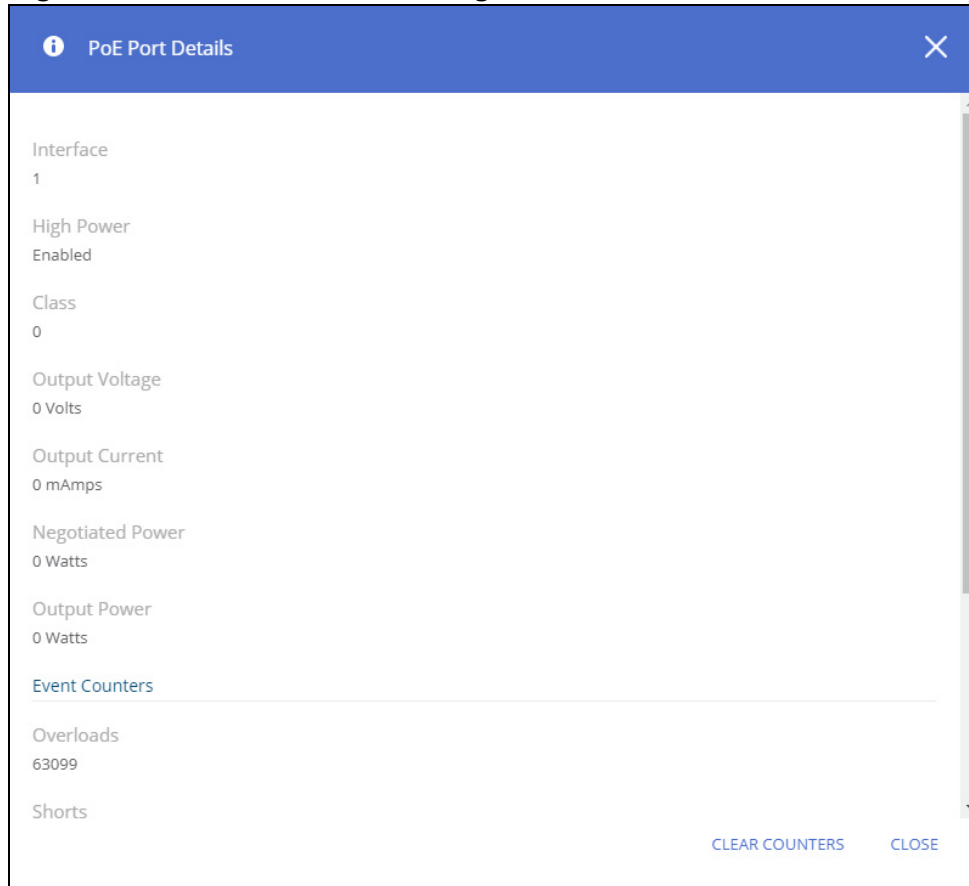 PoE Port Details
Interface
1
High Power
Enabled
Class
0
Output Voltage
0 Volts
Output Current
0 mAmps
Negotiated Power
0 Watts
Output Power
0 Watts
Event Counters
Overloads
63099
Shorts
CLEAR COUNTERS CLOSE